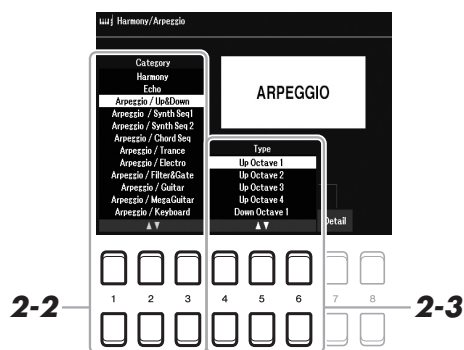 Harmony/Arpeggio
Category
Harmony
Echo
Arpeggio / Up&Down
Arpeggio / Synth Seq1
Arpeggio / Synth Seq 2
Arpeggio / Chord Seq
Arpeggio / Trance
Arpeggio / Electro
Arpeggio / Filter&Gate
Arpeggio / Guitar
Arpeggio / MegaGuitar
Arpeggio / Keyboard
▲▼
ARPEGGIO
Type
Up Octave 1
Up Octave 2
Up Octave 3
Up Octave 4
Down Octave 1
▲▼
Detail
1 2 3 4 5 6 7 8
2-2
2-3